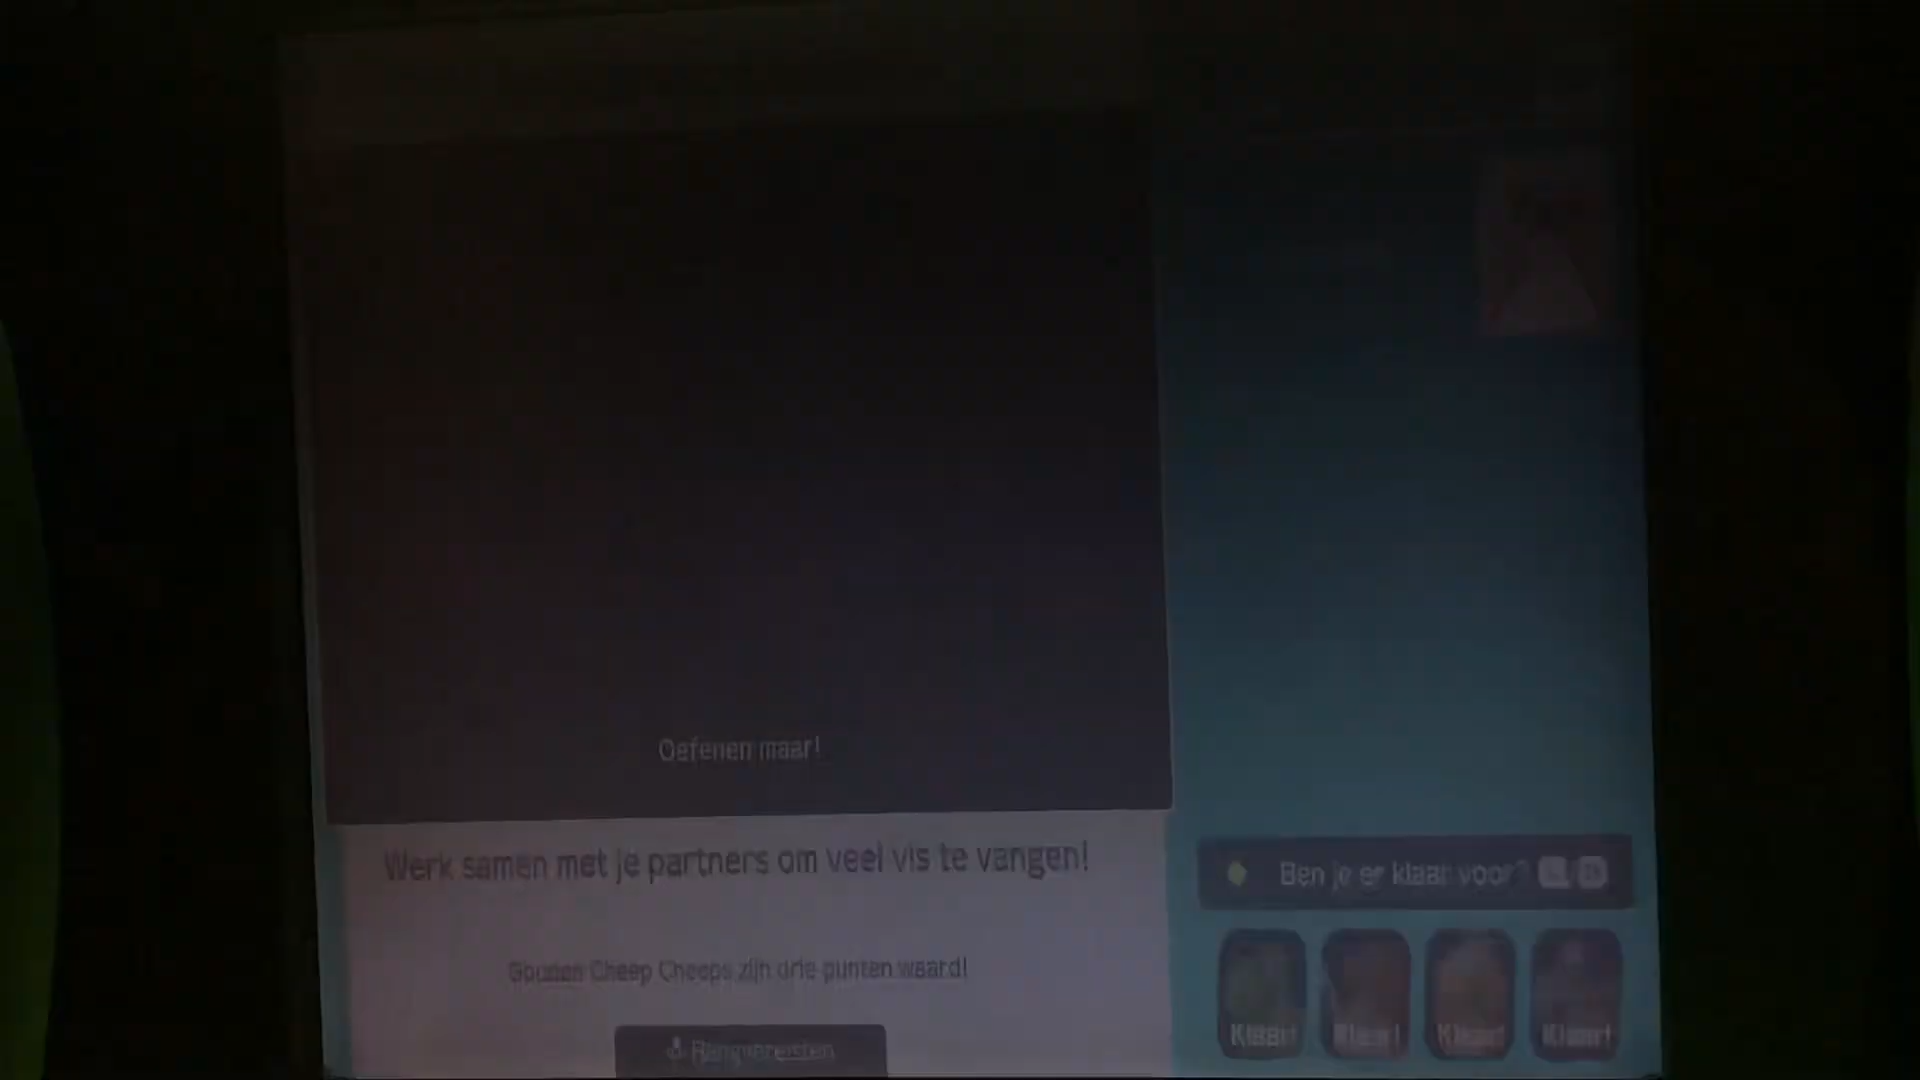 Oefenen maar!
Werk samen met je partners om veel vis te vangen!
Gouden Cheep Cheeps zijn drie punten waard!
Rangvereisten
Ben je er klaar voor? L / R
Klaar! Klaar! Klaar! Klaar!